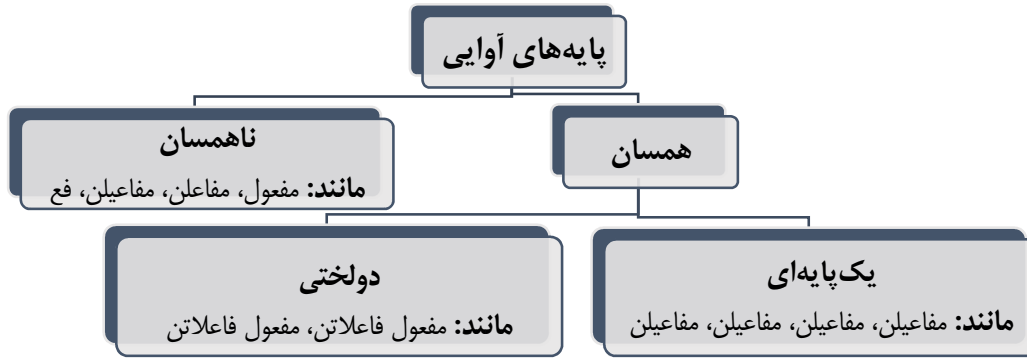 پایه‌های آوایی
همسان
ناهمسان
مانند: مفعول، مفاعلن، مفاعیلن، فع
یک‌پایه‌ای
مانند: مفاعیلن، مفاعیلن، مفاعیلن، مفاعیلن
دولختی
مانند: مفعول فاعلاتن، مفعول فاعلاتن